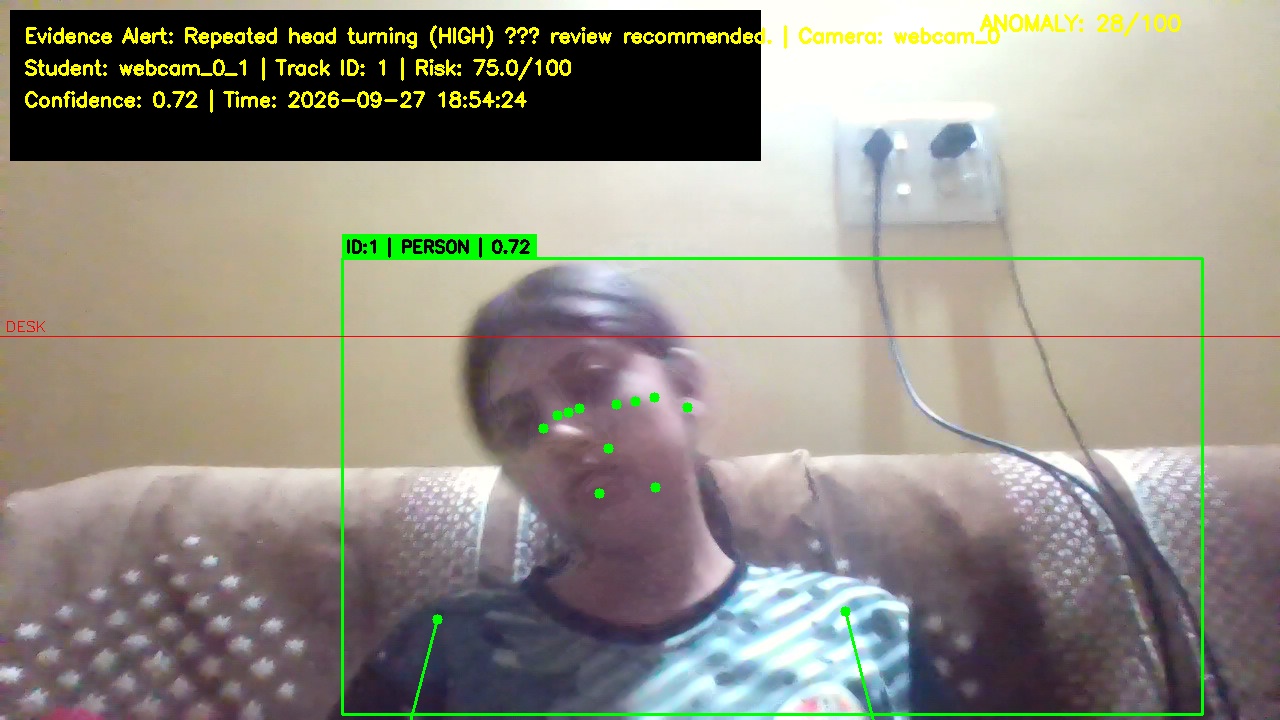 Evidence Alert: Repeated head turning (HIGH) ??? review recommended. | Camera: webcam_0
ANOMALY: 28/100
Student: webcam_0_1 | Track ID: 1 | Risk: 75.0/100
Confidence: 0.72 | Time: 2026-09-27 18:54:24
ID:1 | PERSON | 0.72
DESK